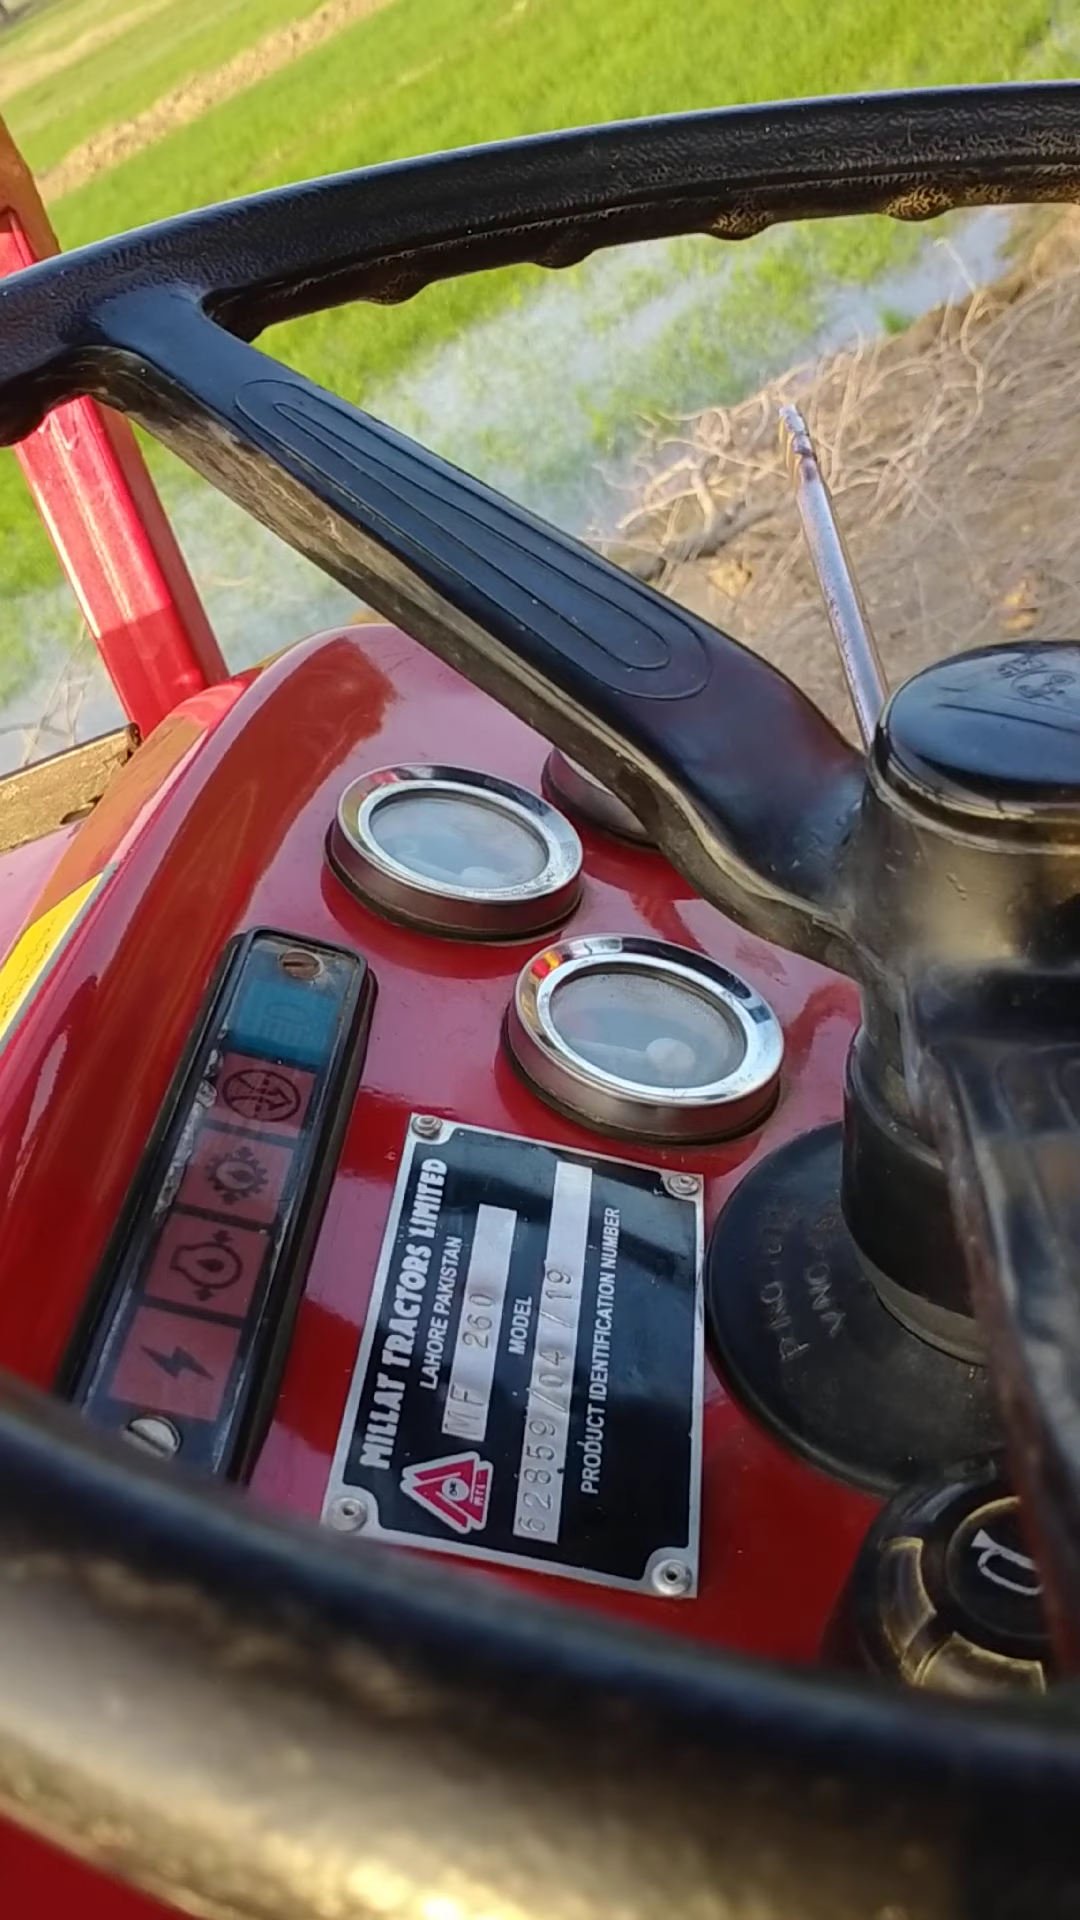 MILLAT TRACTORS LIMITED
LAHORE PAKISTAN
MF 260
MODEL
62859/04/19
PRODUCT IDENTIFICATION NUMBER
MTL